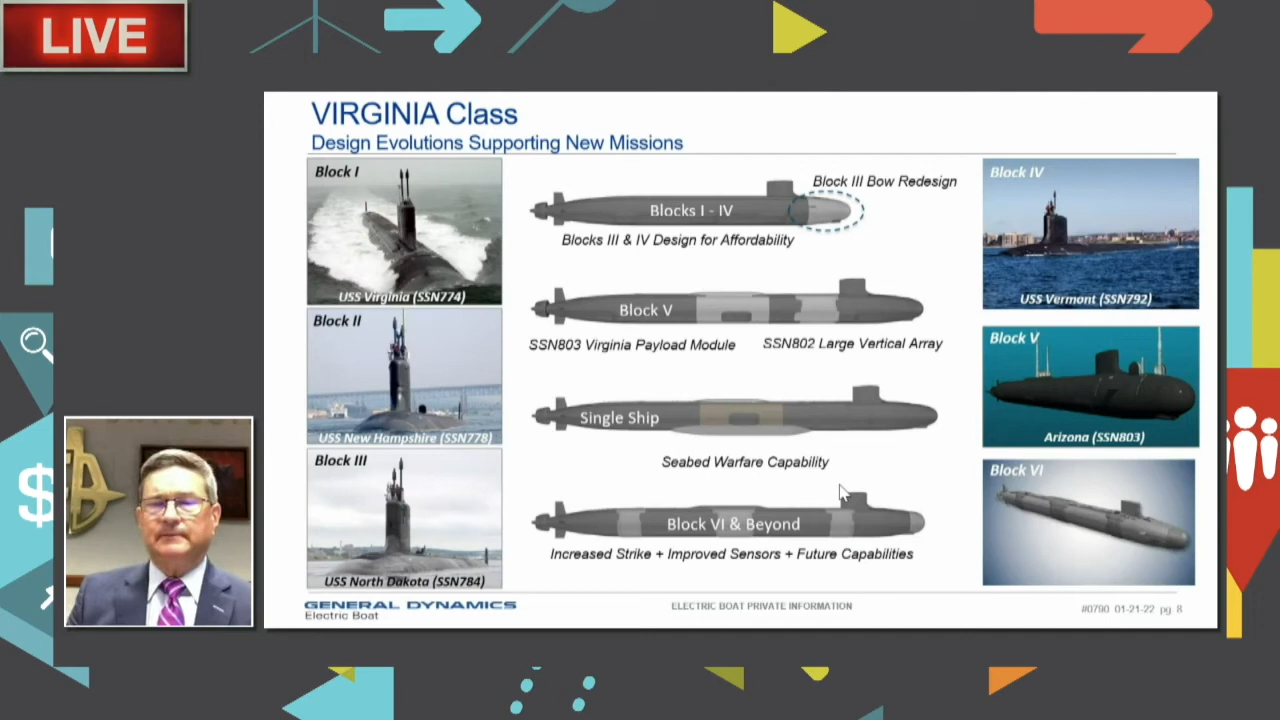 LIVE
VIRGINIA Class
Design Evolutions Supporting New Missions
Block I
USS Virginia (SSN774)
Block II
USS New Hampshire (SSN778)
Block III
USS North Dakota (SSN784)
Block III Bow Redesign
Blocks I - IV
Blocks III & IV Design for Affordability
Block V
SSN803 Virginia Payload Module
SSN802 Large Vertical Array
Single Ship
Seabed Warfare Capability
Block VI & Beyond
Increased Strike + Improved Sensors + Future Capabilities
Block IV
USS Vermont (SSN792)
Block V
Arizona (SSN803)
Block VI
GENERAL DYNAMICS
Electric Boat
ELECTRIC BOAT PRIVATE INFORMATION
#0790 01-21-22 pg 8
$